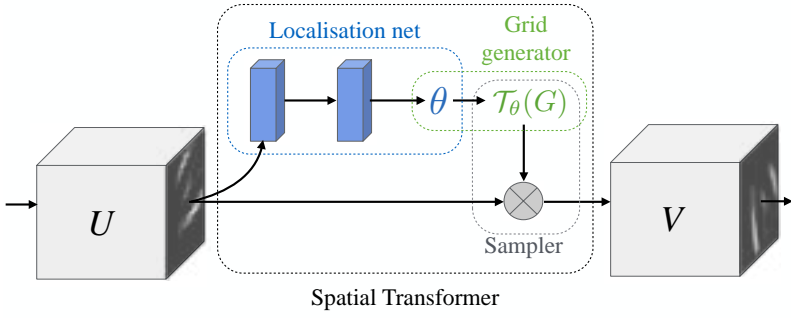 Localisation net
Grid
generator
θ
𝒯θ(G)
U
V
Sampler
Spatial Transformer